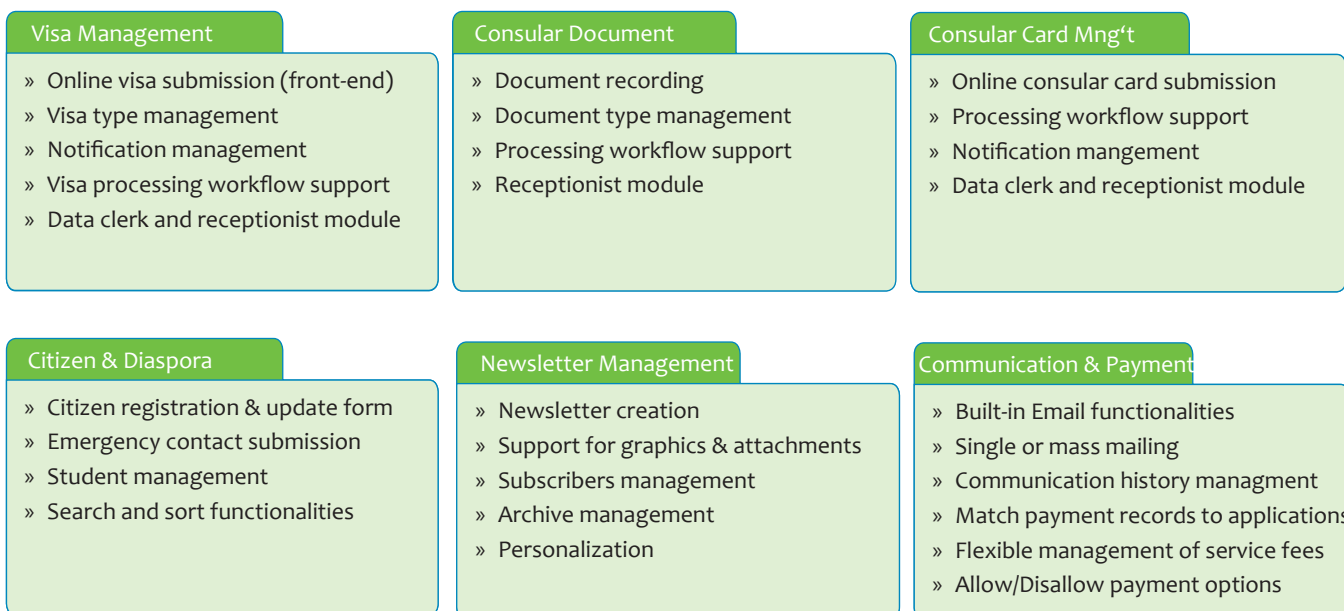 Visa Management
» Online visa submission (front-end)
» Visa type management
» Notification management
» Visa processing workflow support
» Data clerk and receptionist module
Consular Document
» Document recording
» Document type management
» Processing workflow support
» Receptionist module
Consular Card Mng‘t
» Online consular card submission
» Processing workflow support
» Notification mangement
» Data clerk and receptionist module
Citizen & Diaspora
» Citizen registration & update form
» Emergency contact submission
» Student management
» Search and sort functionalities
Newsletter Management
» Newsletter creation
» Support for graphics & attachments
» Subscribers management
» Archive management
» Personalization
Communication & Payment
» Built-in Email functionalities
» Single or mass mailing
» Communication history managment
» Match payment records to applications
» Flexible management of service fees
» Allow/Disallow payment options